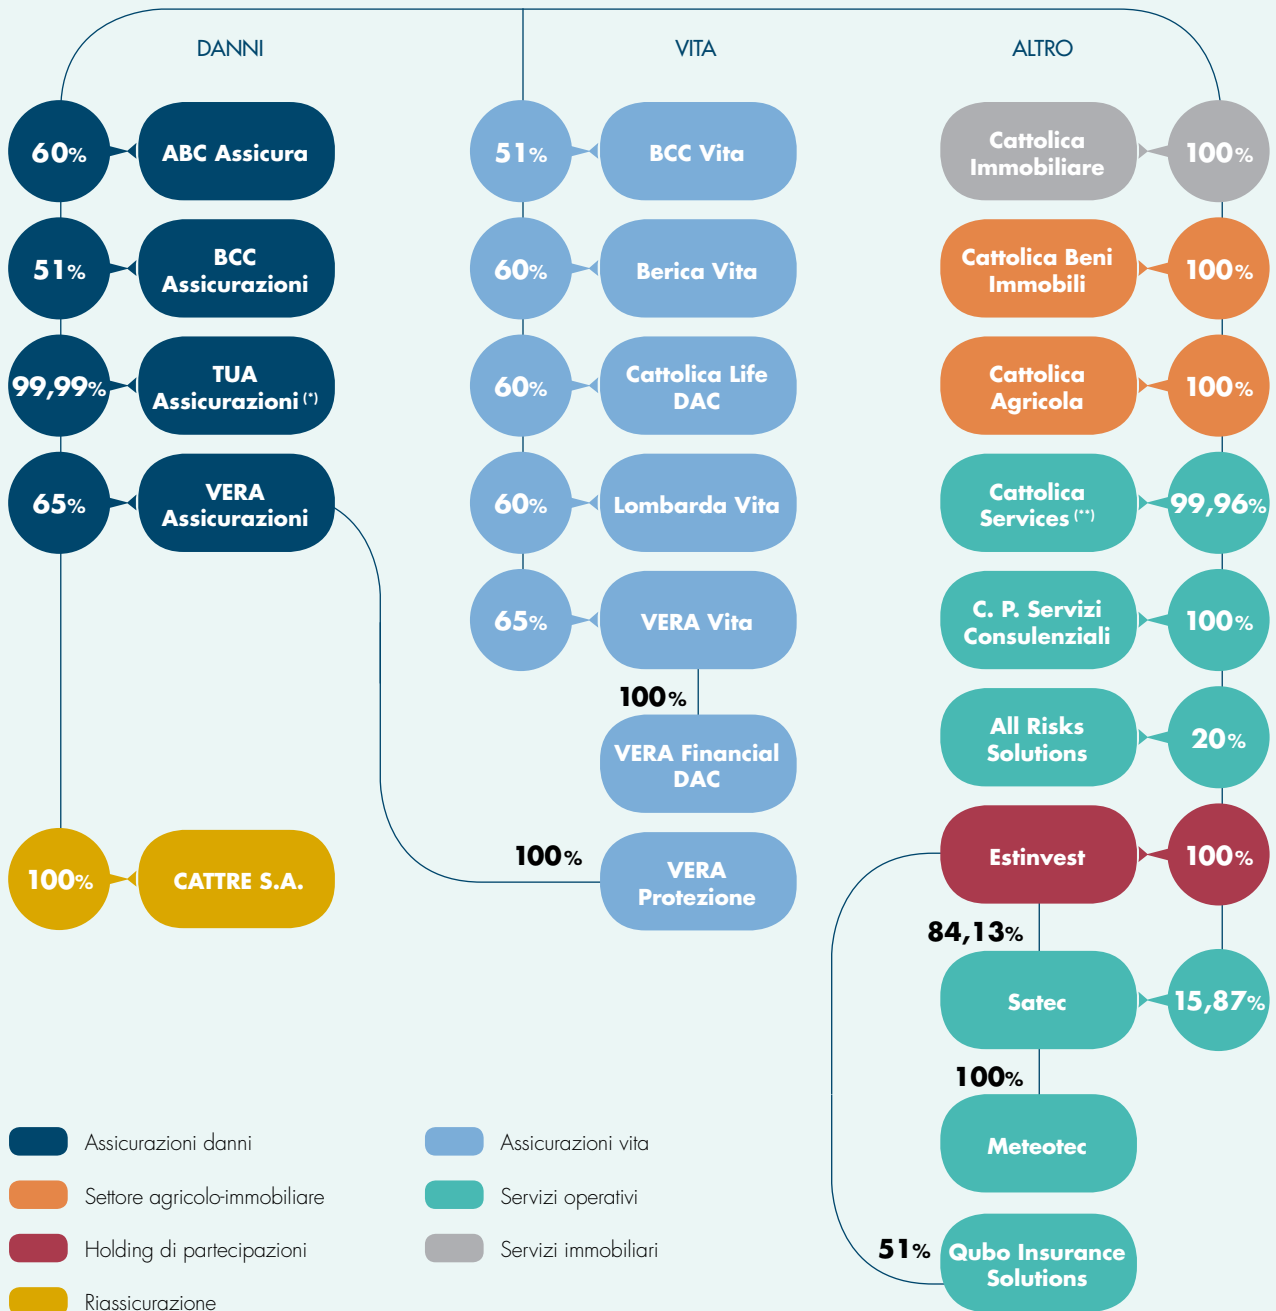 DANNI
60%
ABC Assicura
51%
BCC
Assicurazioni
99,99%
TUA
Assicurazioni (*)
65%
VERA
Assicurazioni
100%
CATTRE S.A.
VITA
51%
BCC Vita
60%
Berica Vita
60%
Cattolica Life
DAC
60%
Lombarda Vita
65%
VERA Vita
100%
VERA Financial
DAC
100%
VERA
Protezione
ALTRO
Cattolica
Immobiliare
100%
Cattolica Beni
Immobili
100%
Cattolica
Agricola
100%
Cattolica
Services (**)
99,96%
C. P. Servizi
Consulenziali
100%
All Risks
Solutions
20%
Estinvest
100%
84,13%
Satec
15,87%
100%
Meteotec
51%
Qubo Insurance
Solutions
Assicurazioni danni
Settore agricolo-immobiliare
Holding di partecipazioni
Riassicurazione
Assicurazioni vita
Servizi operativi
Servizi immobiliari